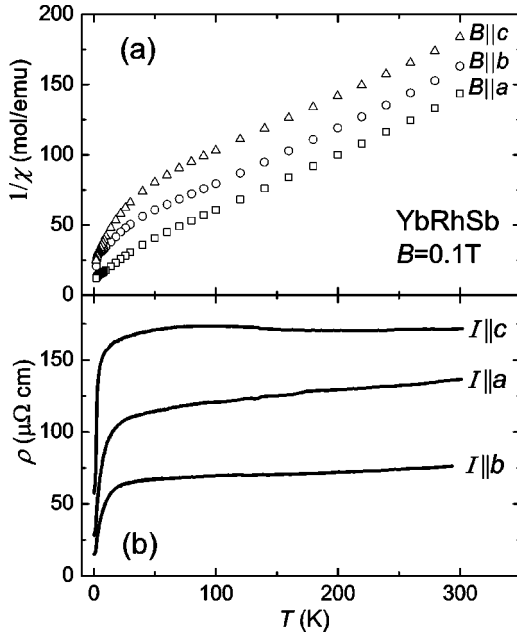 200
(a)
B||c
150
B||b
B||a
100
1/χ (mol/emu)
50
YbRhSb
B=0.1T
0
I||c
150
I||a
100
ρ (μΩ cm)
I||b
50
(b)
0
0 100 200 300
T (K)